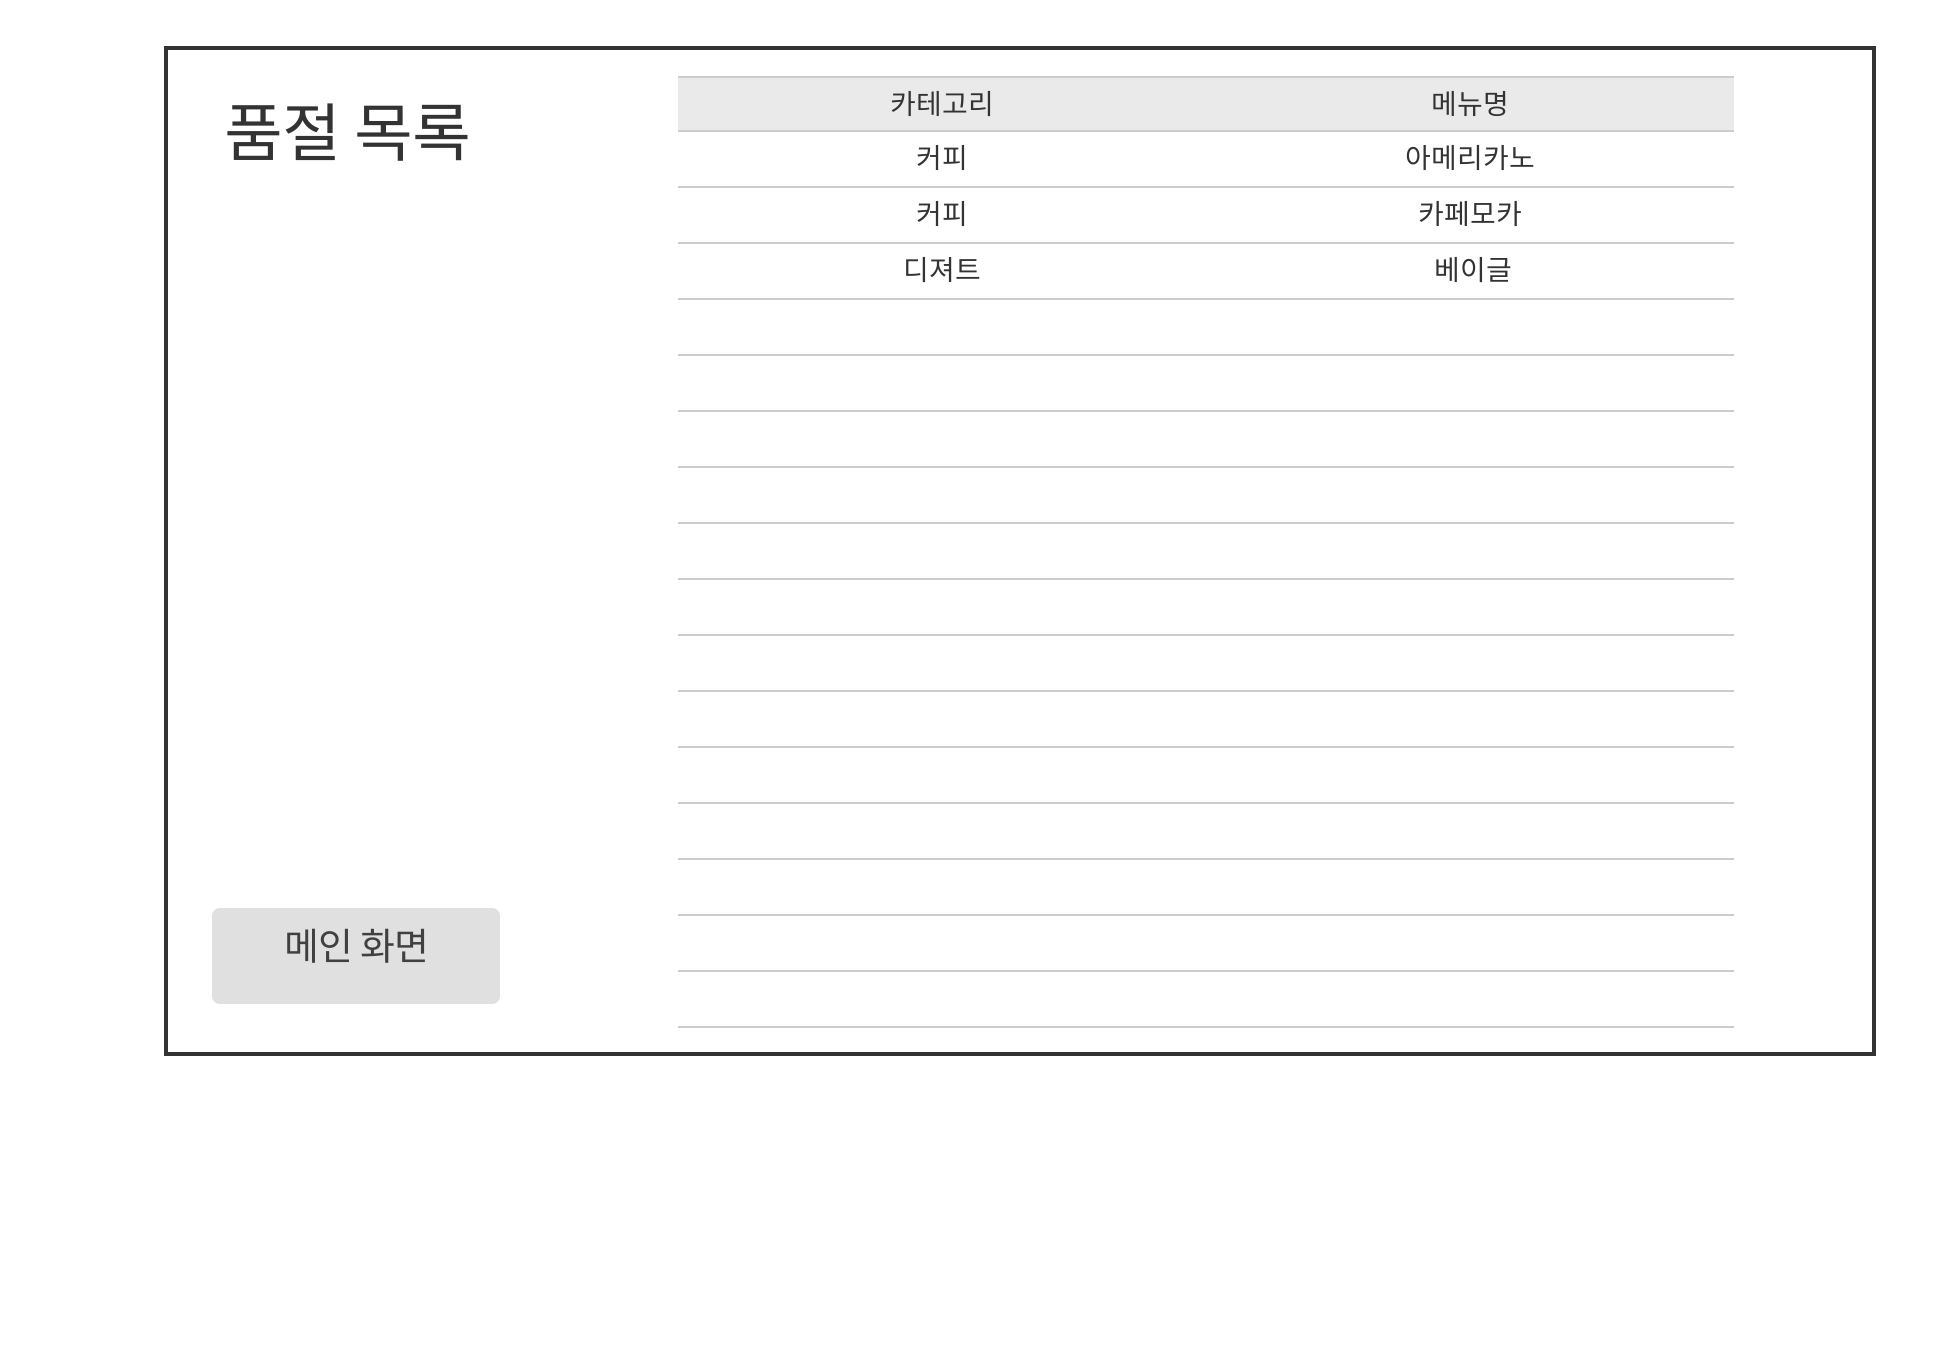 품절 목록
카테고리 메뉴명
커피 아메리카노
커피 카페모카
디져트 베이글
메인 화면